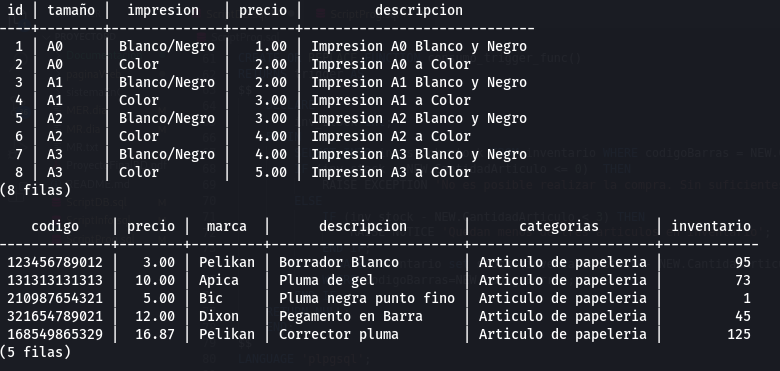 id | tamaño | impresion | precio | descripcion
----+--------+--------------+--------+-----------------------------
1 | A0 | Blanco/Negro | 1.00 | Impresion A0 Blanco y Negro
2 | A0 | Color | 2.00 | Impresion A0 a Color
3 | A1 | Blanco/Negro | 2.00 | Impresion A1 Blanco y Negro
4 | A1 | Color | 3.00 | Impresion A1 a Color
5 | A2 | Blanco/Negro | 3.00 | Impresion A2 Blanco y Negro
6 | A2 | Color | 4.00 | Impresion A2 a Color
7 | A3 | Blanco/Negro | 4.00 | Impresion A3 Blanco y Negro
8 | A3 | Color | 5.00 | Impresion A3 a Color
(8 filas)
codigo | precio | marca | descripcion | categorias | inventario
--------------+--------+---------+-------------------------+-----------------------+------------
123456789012 | 3.00 | Pelikan | Borrador Blanco | Articulo de papeleria | 95
131313131313 | 10.00 | Apica | Pluma de gel | Articulo de papeleria | 73
210987654321 | 5.00 | Bic | Pluma negra punto fino | Articulo de papeleria | 1
321654789021 | 12.00 | Dixon | Pegamento en Barra | Articulo de papeleria | 45
168549865329 | 16.87 | Pelikan | Corrector pluma | Articulo de papeleria | 125
(5 filas)